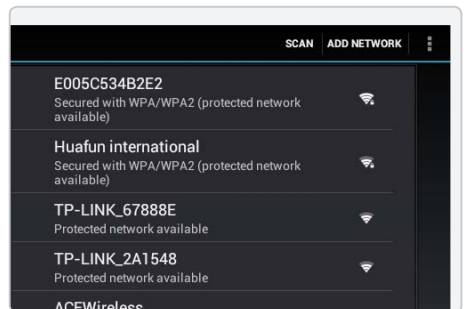 SCAN ADD NETWORK
E005C534B2E2
Secured with WPA/WPA2 (protected network
available)
Huafun international
Secured with WPA/WPA2 (protected network
available)
TP-LINK_67888E
Protected network available
TP-LINK_2A1548
Protected network available
ACEWireless